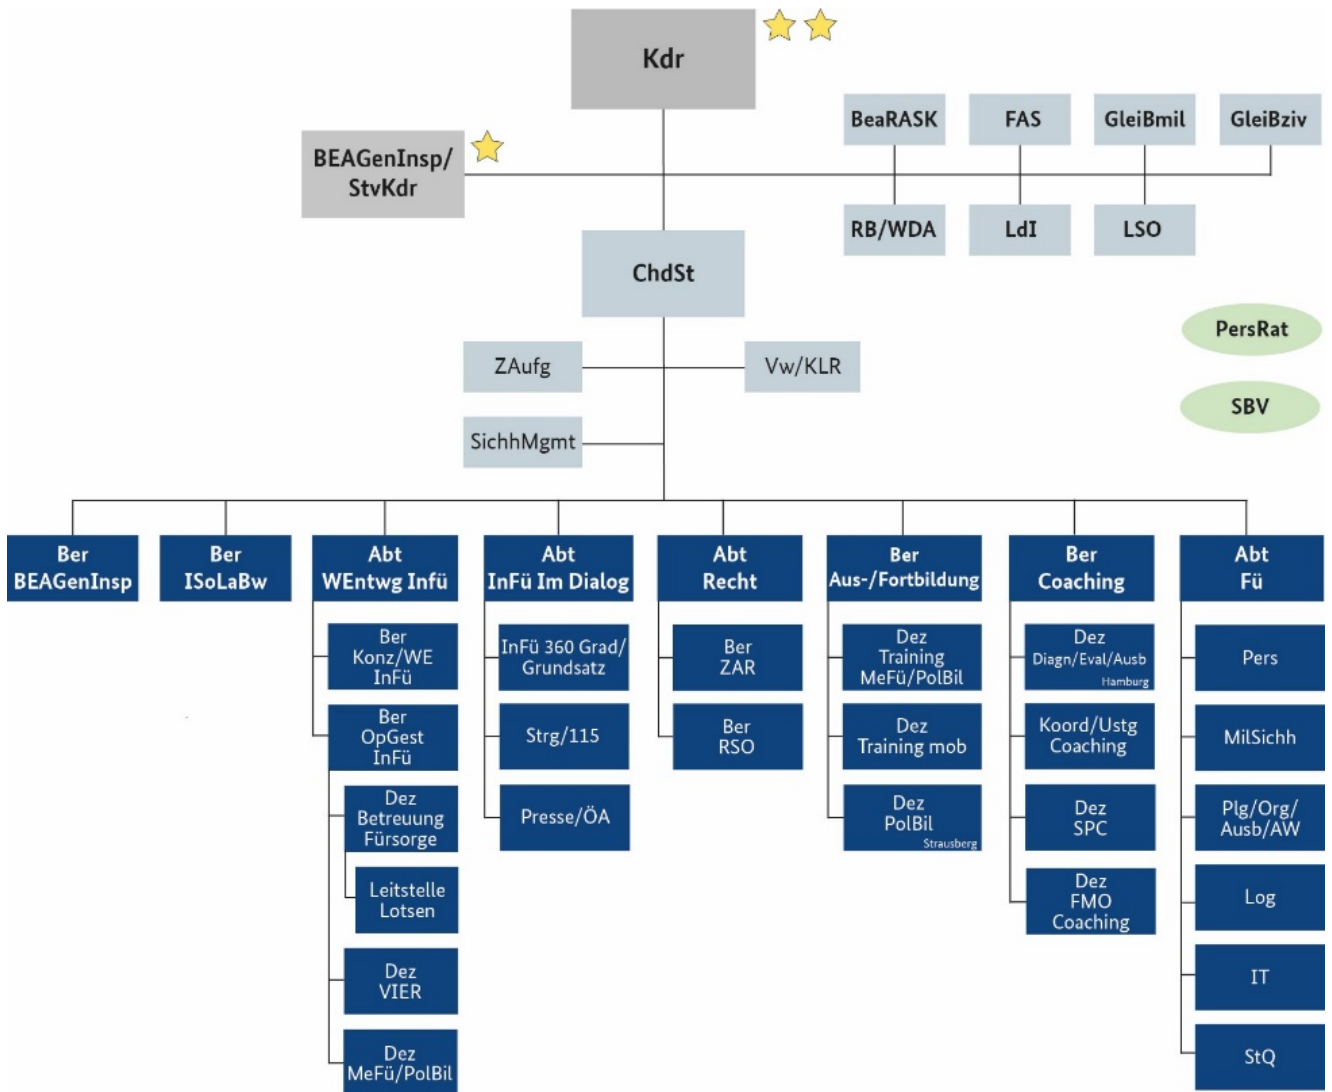 Kdr
BEAGenInsp/
StvKdr
BeaRASK
FAS
GleiBmil
GleiBziv
RB/WDA
LdI
LSO
ChdSt
PersRat
SBV
ZAufg
Vw/KLR
SichhMgmt
Ber
BEAGenInsp
Ber
ISoLaBw
Abt
WEntwg Infü
Abt
InFü Im Dialog
Abt
Recht
Ber
Aus-/Fortbildung
Ber
Coaching
Abt
Fü
Ber
Konz/WE
InFü
Ber
OpGest
InFü
Dez
Betreuung
Fürsorge
Leitstelle
Lotsen
Dez
VIER
Dez
MeFü/PolBil
InFü 360 Grad/
Grundsatz
Strg/115
Presse/ÖA
Ber
ZAR
Ber
RSO
Dez
Training
MeFü/PolBil
Dez
Training mob
Dez
PolBil
Strausberg
Dez
Diagn/Eval/Ausb
Hamburg
Koord/Ustg
Coaching
Dez
SPC
Dez
FMO
Coaching
Pers
MilSichh
Plg/Org/
Ausb/AW
Log
IT
StQ